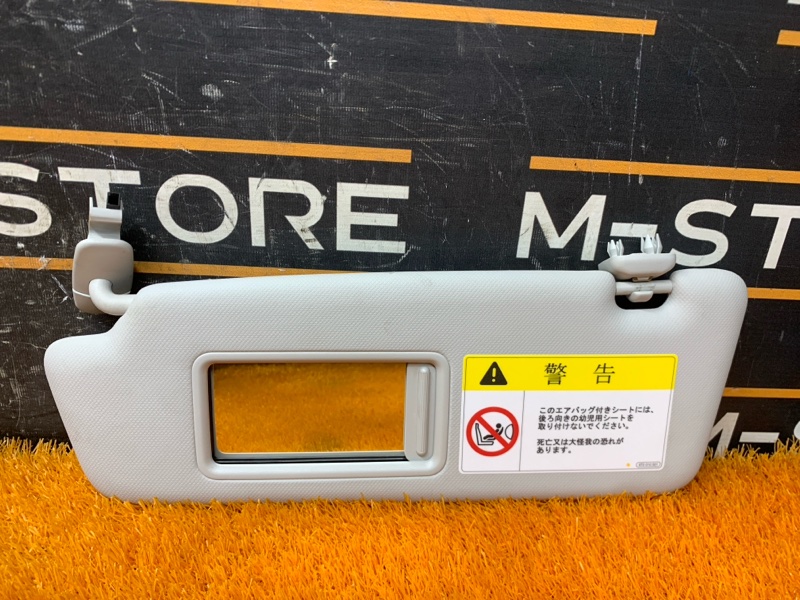 M-STORE
M-STORE
M-S
警告
このエアバッグ付きシートには、
後ろ向きの幼児用シートを
取り付けないでください。
死亡又は大怪我の恐れが
あります。